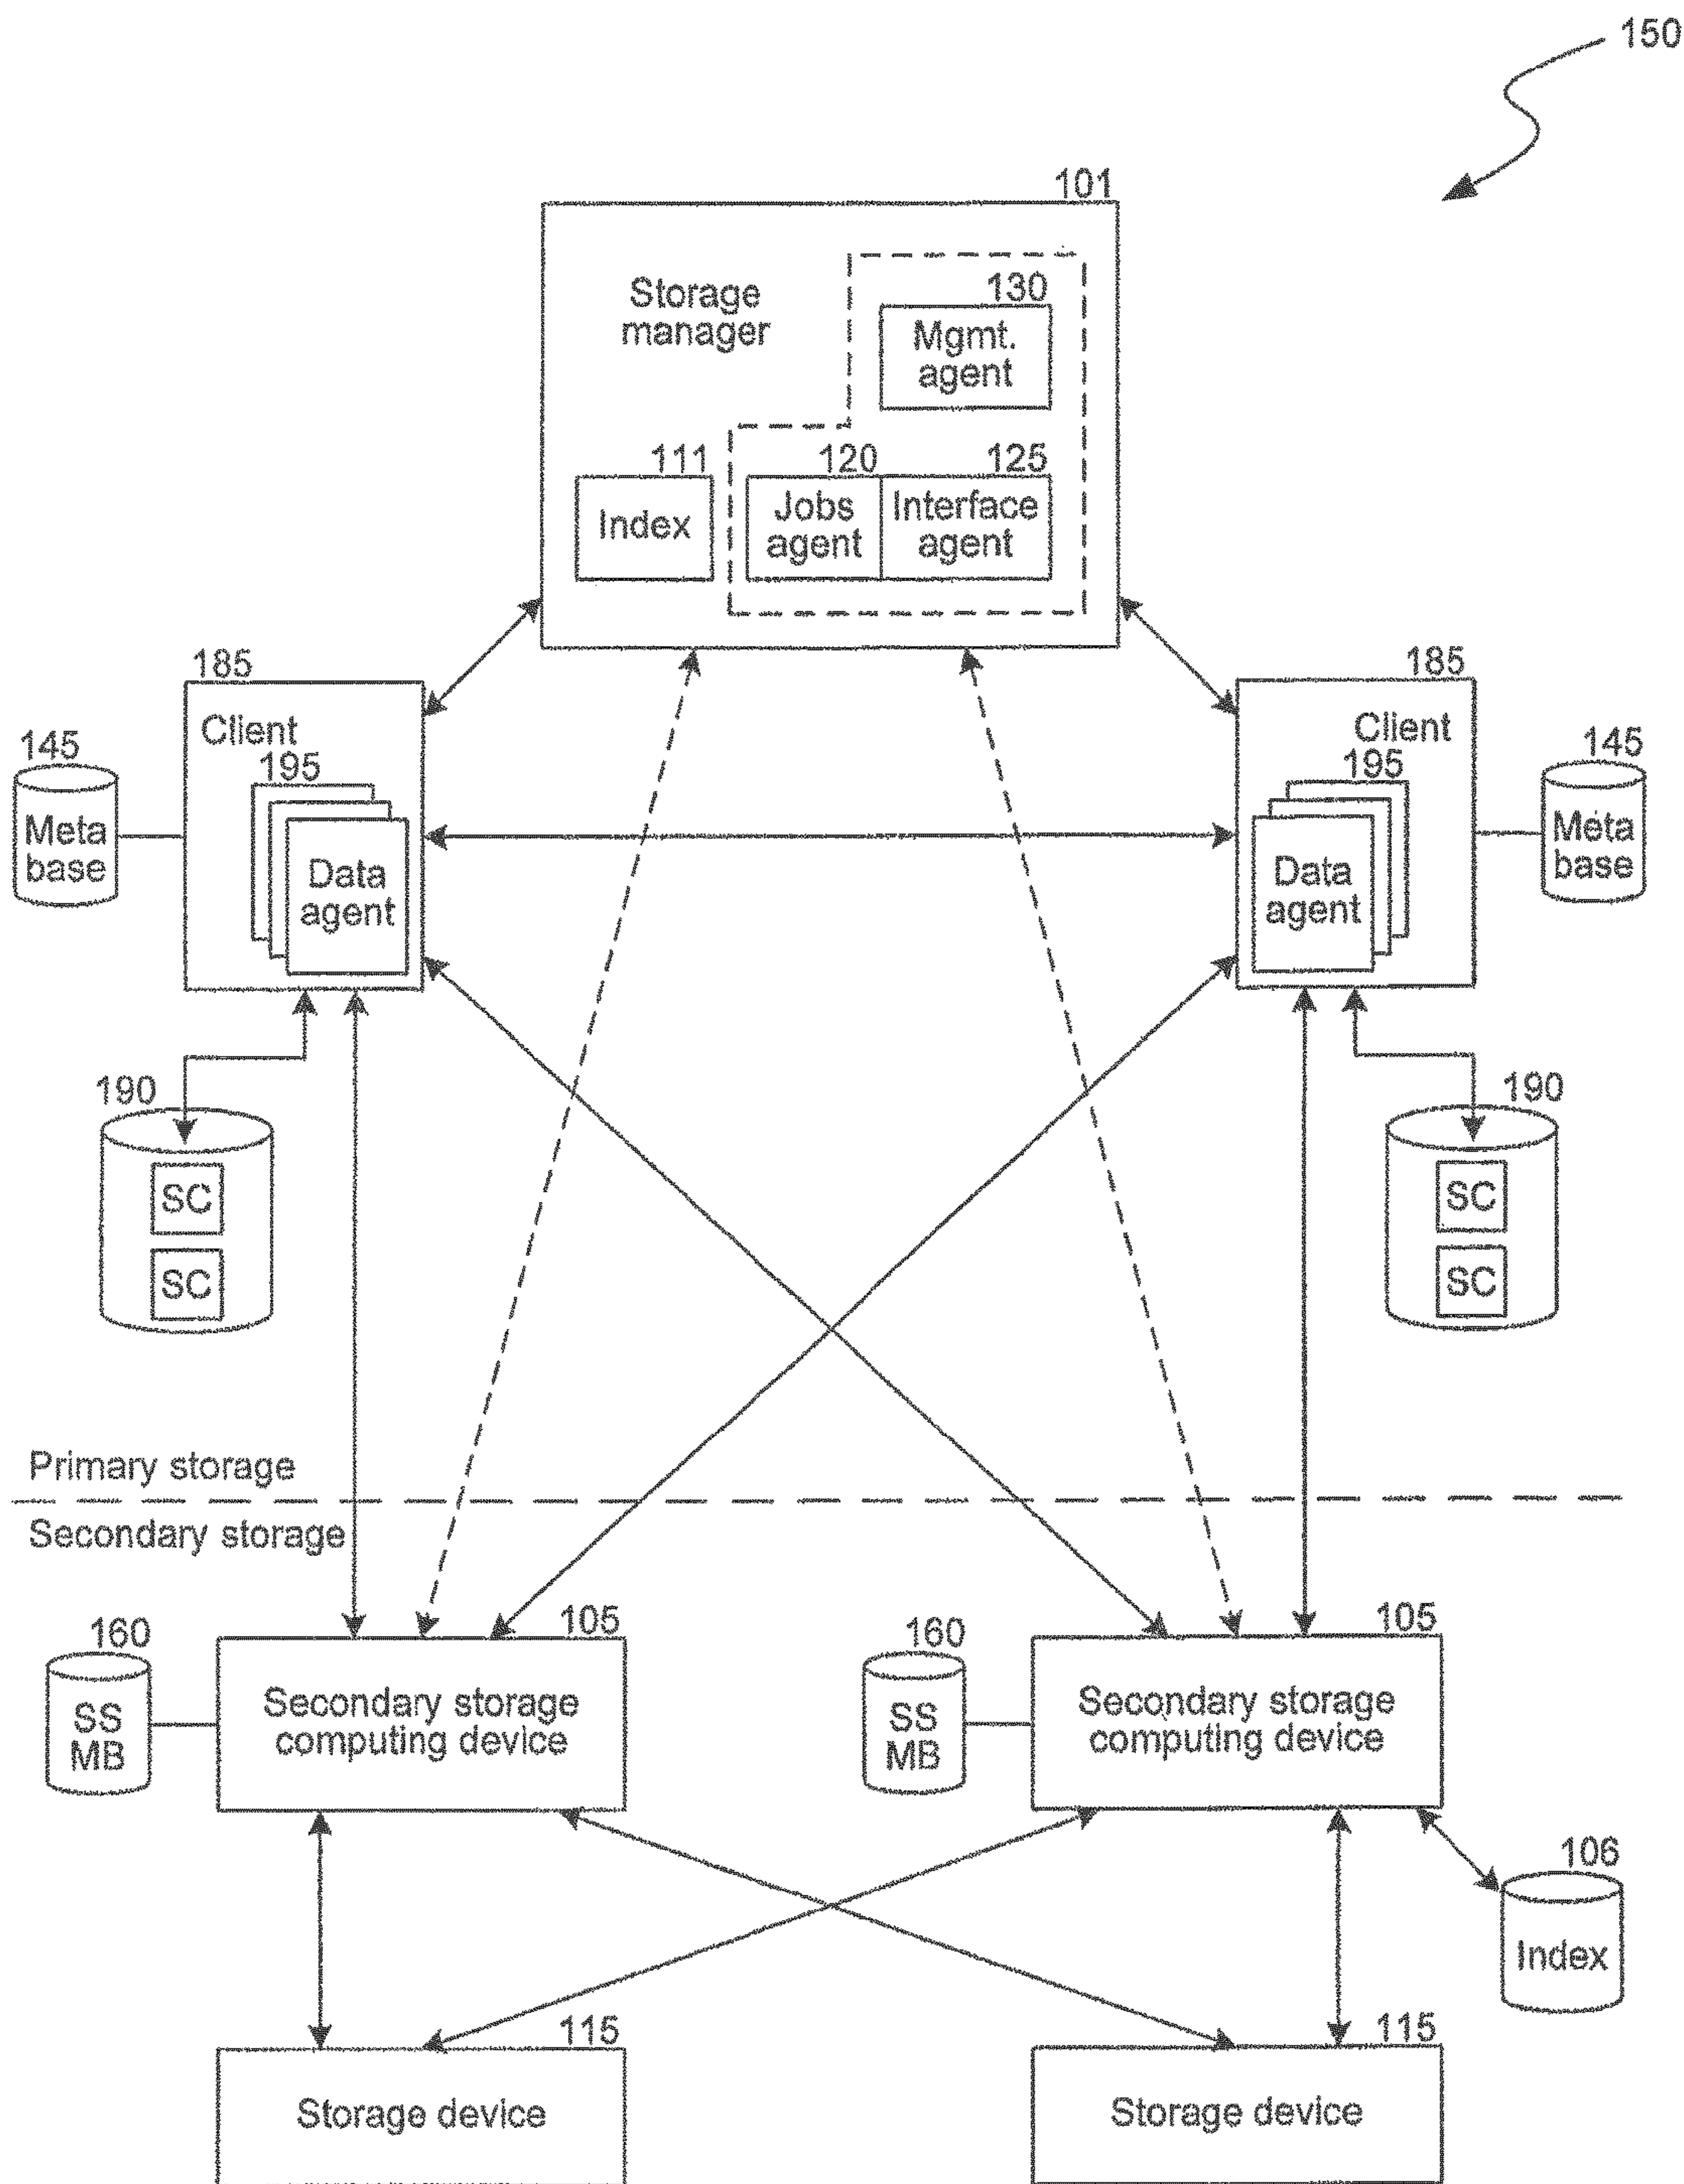 150
101
Storage
manager
130
Mgmt.
agent
111
Index
120
Jobs
agent
125
Interface
agent
185
Client
195
Data
agent
145
Meta
base
185
Client
195
Data
agent
145
Meta
base
190
SC
SC
190
SC
SC
Primary storage
Secondary storage
160
SS
MB
105
Secondary storage
computing device
160
SS
MB
105
Secondary storage
computing device
106
Index
115
Storage device
115
Storage device